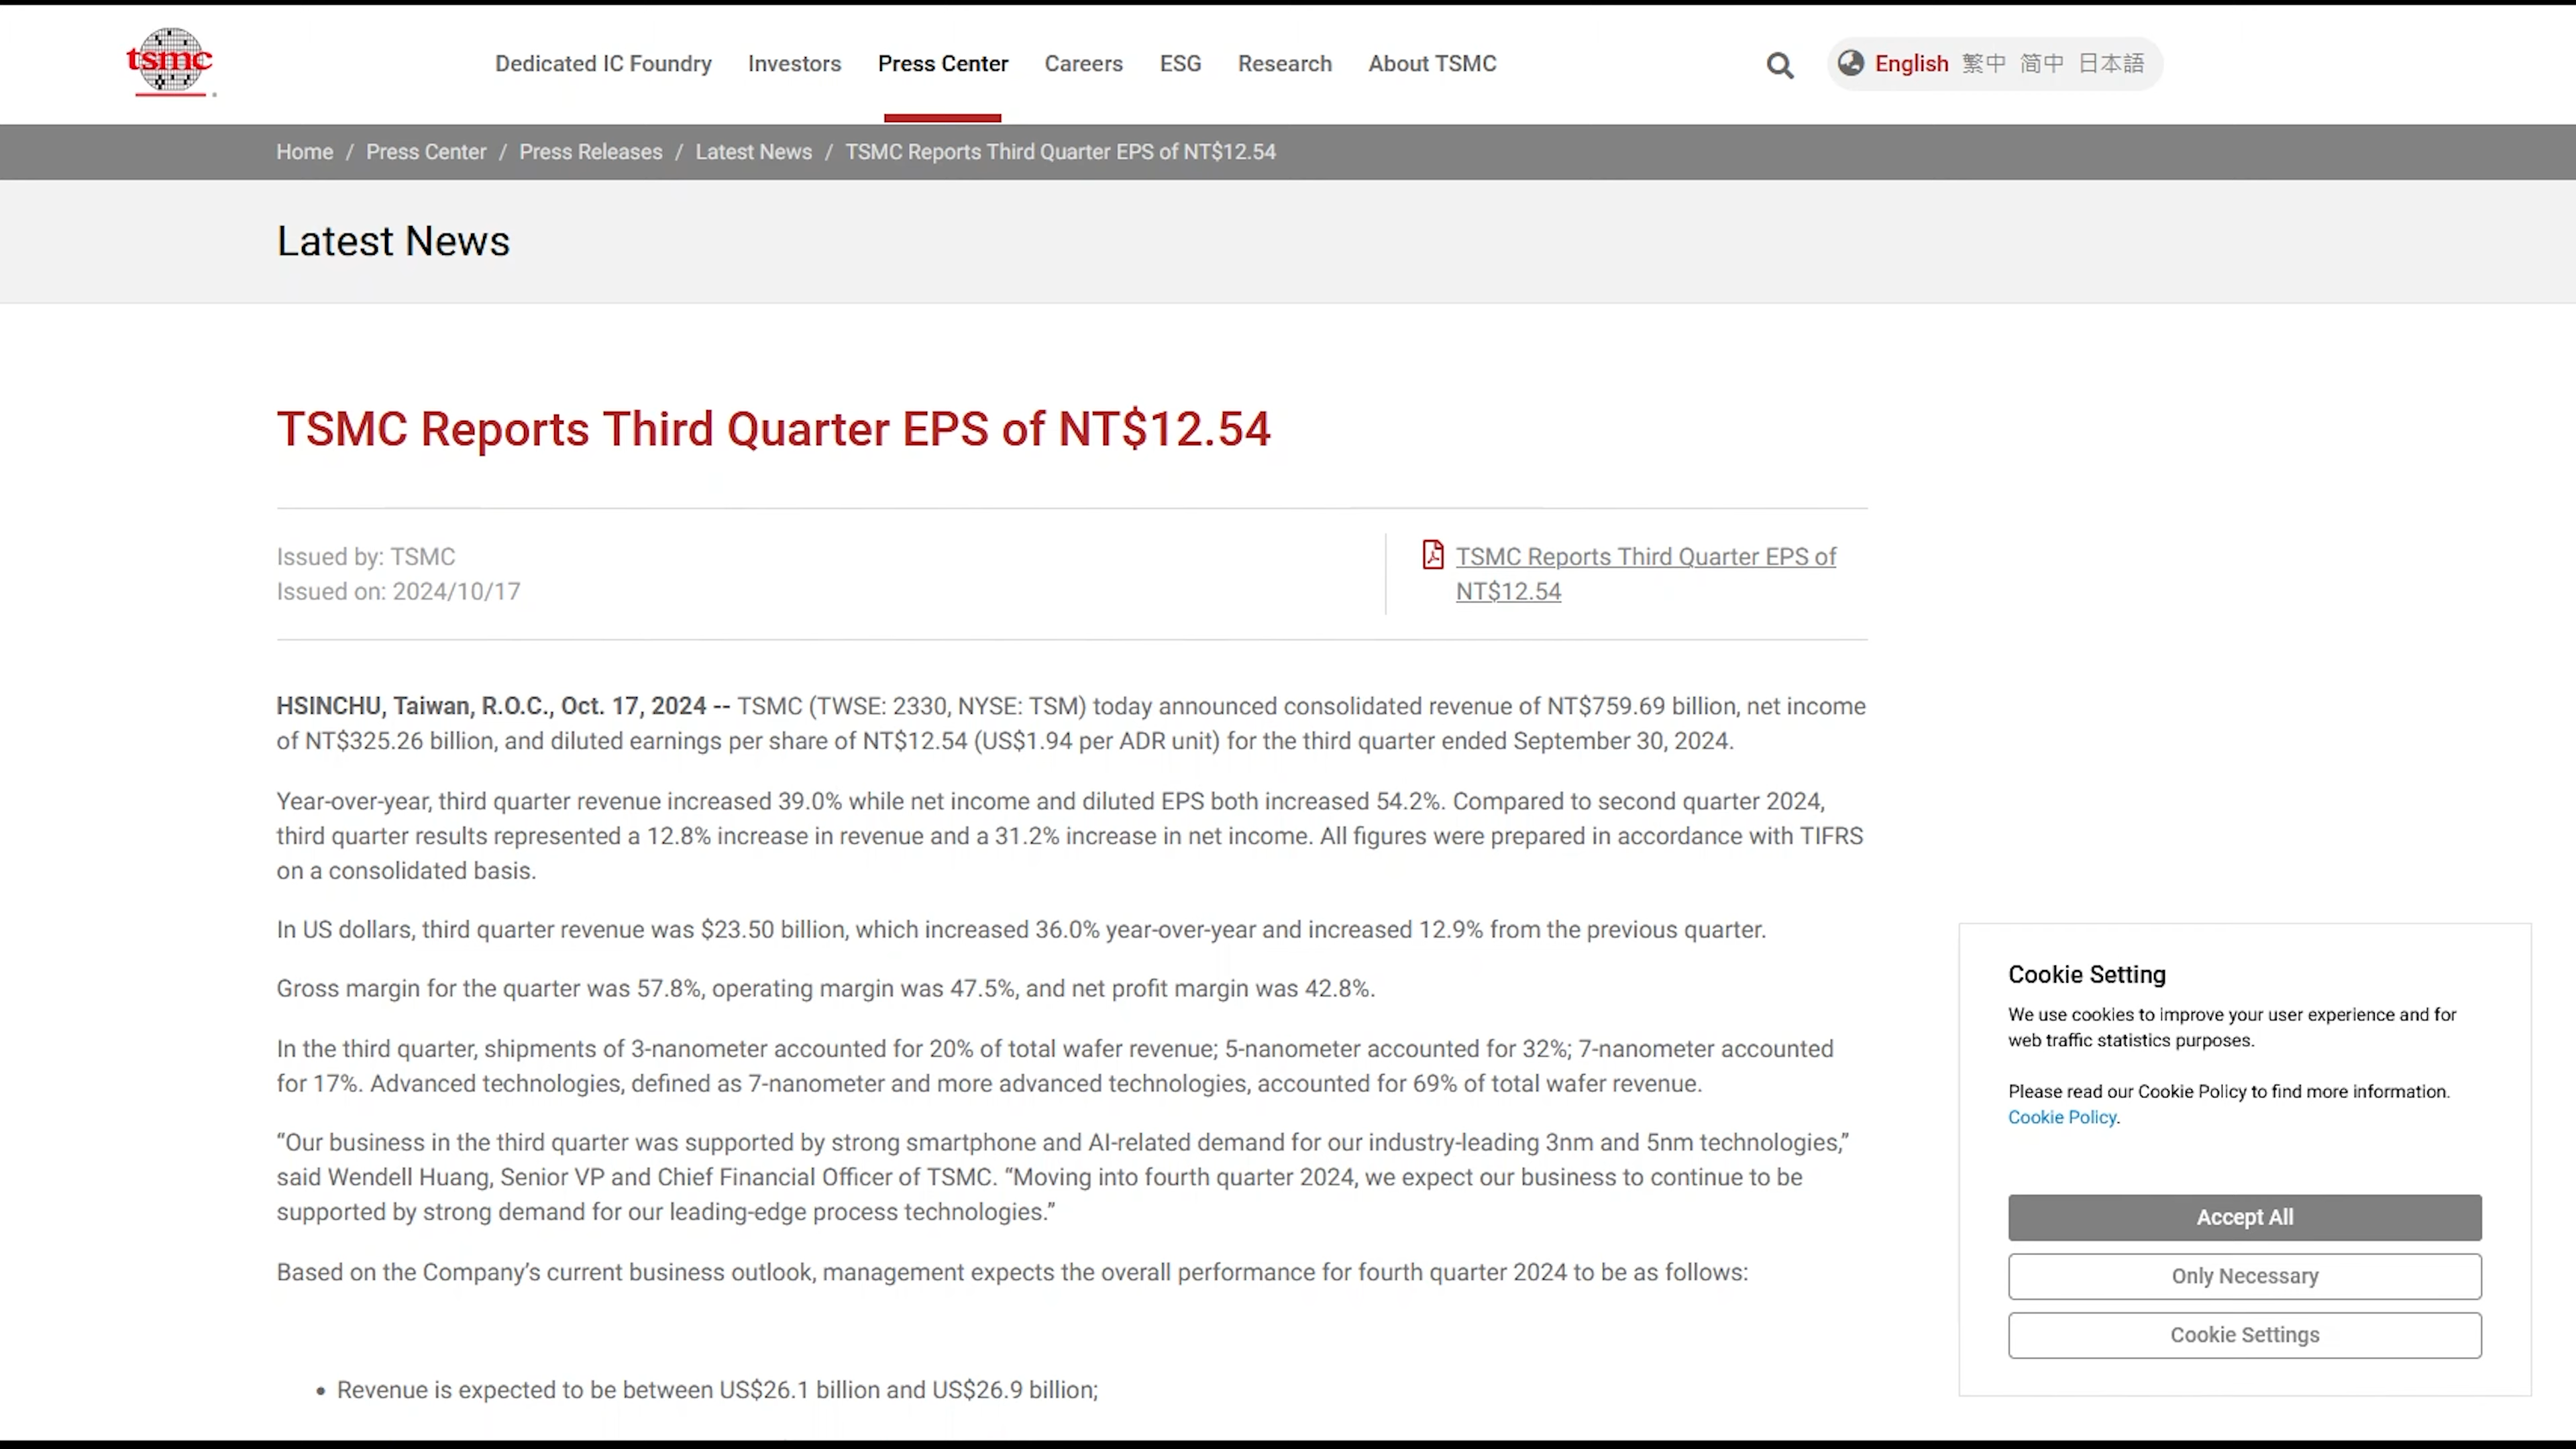 tsmc
Dedicated IC Foundry Investors Press Center Careers ESG Research About TSMC
English 繁中 简中 日本語
Home / Press Center / Press Releases / Latest News / TSMC Reports Third Quarter EPS of NT$12.54
Latest News
TSMC Reports Third Quarter EPS of NT$12.54
Issued by: TSMC
Issued on: 2024/10/17
TSMC Reports Third Quarter EPS of
NT$12.54
HSINCHU, Taiwan, R.O.C., Oct. 17, 2024 -- TSMC (TWSE: 2330, NYSE: TSM) today announced consolidated revenue of NT$759.69 billion, net income
of NT$325.26 billion, and diluted earnings per share of NT$12.54 (US$1.94 per ADR unit) for the third quarter ended September 30, 2024.
Year-over-year, third quarter revenue increased 39.0% while net income and diluted EPS both increased 54.2%. Compared to second quarter 2024,
third quarter results represented a 12.8% increase in revenue and a 31.2% increase in net income. All figures were prepared in accordance with TIFRS
on a consolidated basis.
In US dollars, third quarter revenue was $23.50 billion, which increased 36.0% year-over-year and increased 12.9% from the previous quarter.
Gross margin for the quarter was 57.8%, operating margin was 47.5%, and net profit margin was 42.8%.
In the third quarter, shipments of 3-nanometer accounted for 20% of total wafer revenue; 5-nanometer accounted for 32%; 7-nanometer accounted
for 17%. Advanced technologies, defined as 7-nanometer and more advanced technologies, accounted for 69% of total wafer revenue.
“Our business in the third quarter was supported by strong smartphone and AI-related demand for our industry-leading 3nm and 5nm technologies,”
said Wendell Huang, Senior VP and Chief Financial Officer of TSMC. “Moving into fourth quarter 2024, we expect our business to continue to be
supported by strong demand for our leading-edge process technologies.”
Based on the Company’s current business outlook, management expects the overall performance for fourth quarter 2024 to be as follows:
• Revenue is expected to be between US$26.1 billion and US$26.9 billion;
Cookie Setting
We use cookies to improve your user experience and for
web traffic statistics purposes.
Please read our Cookie Policy to find more information.
Cookie Policy.
Accept All
Only Necessary
Cookie Settings